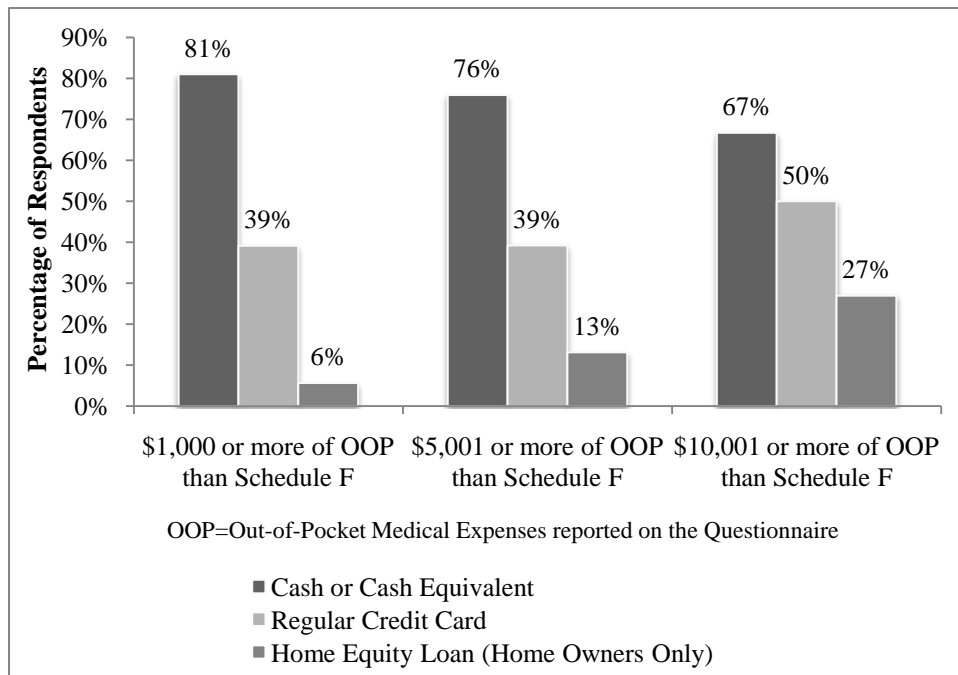 90%
80%
70%
60%
50%
40%
30%
20%
10%
0%
Percentage of Respondents
81%
39%
6%
76%
39%
13%
67%
50%
27%
$1,000 or more of OOP
than Schedule F
$5,001 or more of OOP
than Schedule F
$10,001 or more of OOP
than Schedule F
OOP=Out-of-Pocket Medical Expenses reported on the Questionnaire
Cash or Cash Equivalent
Regular Credit Card
Home Equity Loan (Home Owners Only)